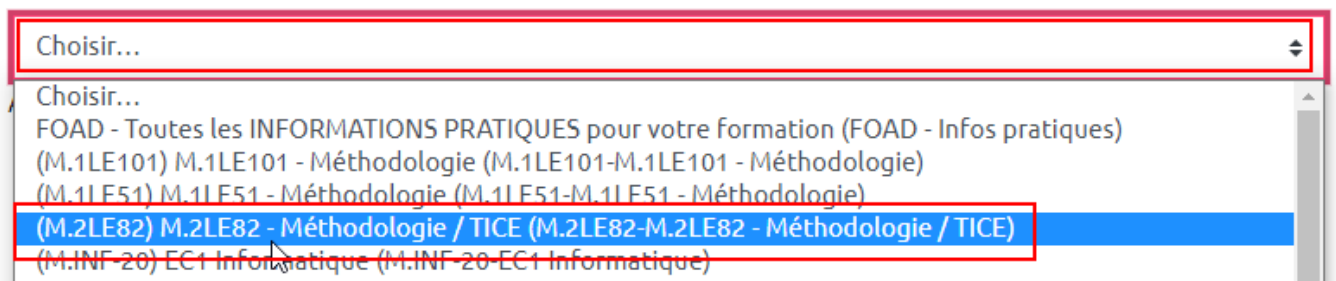 Choisir...
Choisir...
FOAD - Toutes les INFORMATIONS PRATIQUES pour votre formation (FOAD - Infos pratiques)
(M.1LE101) M.1LE101 - Méthodologie (M.1LE101-M.1LE101 - Méthodologie)
(M.1LE51) M.1LE51 - Méthodologie (M.1LE51-M.1LE51 - Méthodologie)
(M.2LE82) M.2LE82 - Méthodologie / TICE (M.2LE82-M.2LE82 - Méthodologie / TICE)
(M.INF-20) EC1 Informatique (M.INF-20-EC1 Informatique)